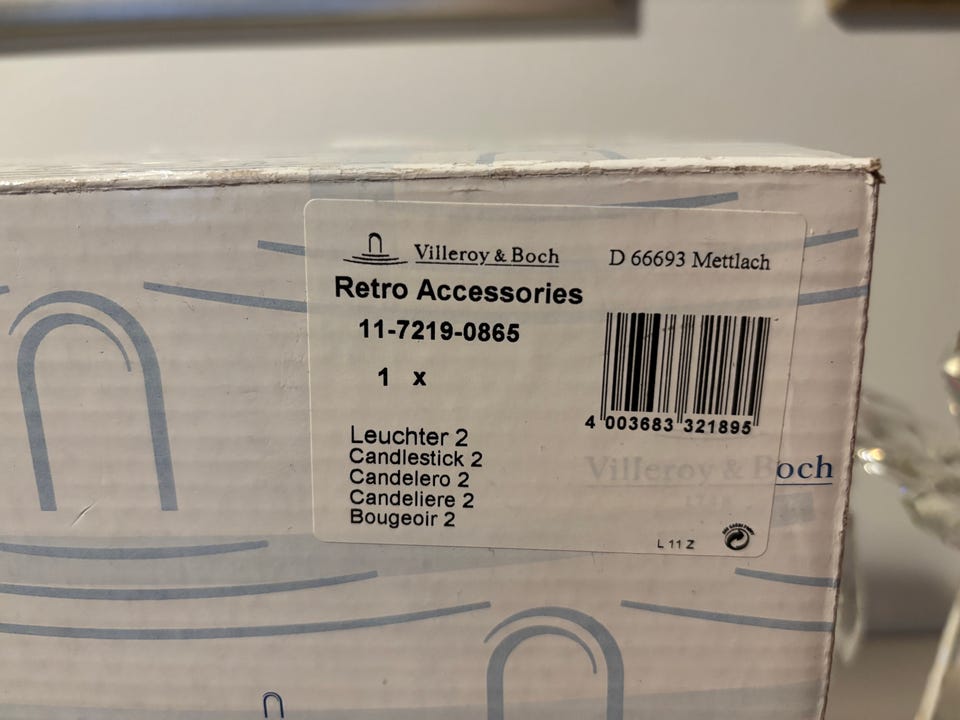 Villeroy & Boch D 66693 Mettlach
Retro Accessories
11-7219-0865
1 x
4 003683 321895
Leuchter 2
Candlestick 2
Candelero 2
Candeliere 2
Bougeoir 2
Villeroy & Boch
1748
L 11 Z